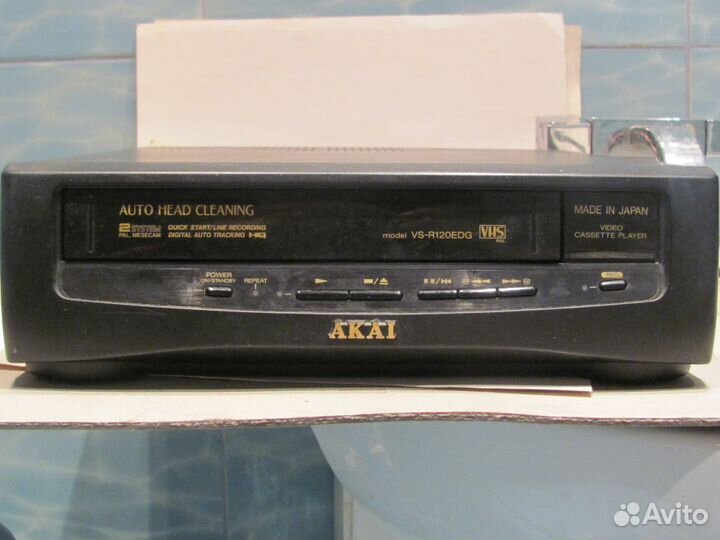 AUTO HEAD CLEANING
2 SYSTEM
PAL, MESECAM
QUICK START/LINE RECORDING
DIGITAL AUTO TRACKING
model VS-R120EDG
VHS
PAL
MADE IN JAPAN
VIDEO
CASSETTE PLAYER
POWER
ON/STANDBY
REPEAT
REC
AKAI
Avito